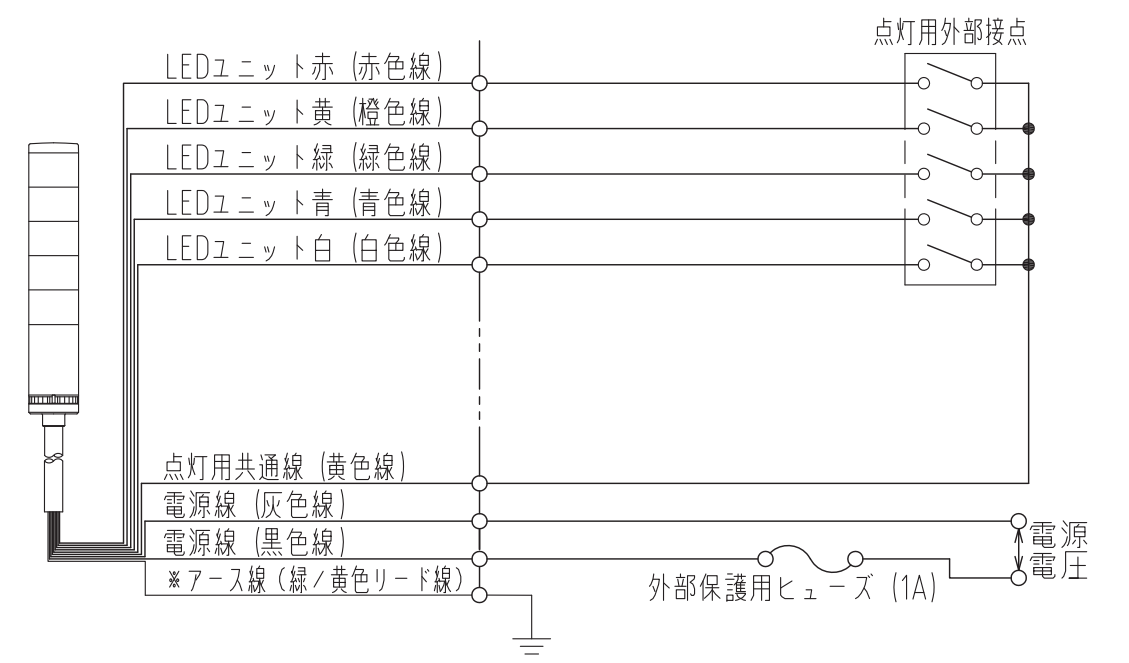 点灯用外部接点
LEDユニット赤 (赤色線)
LEDユニット黄 (橙色線)
LEDユニット緑 (緑色線)
LEDユニット青 (青色線)
LEDユニット白 (白色線)
点灯用共通線 (黄色線)
電源線 (灰色線)
電源線 (黒色線)
※アース線(緑/黄色リード線)
電源
電圧
外部保護用ヒューズ (1A)